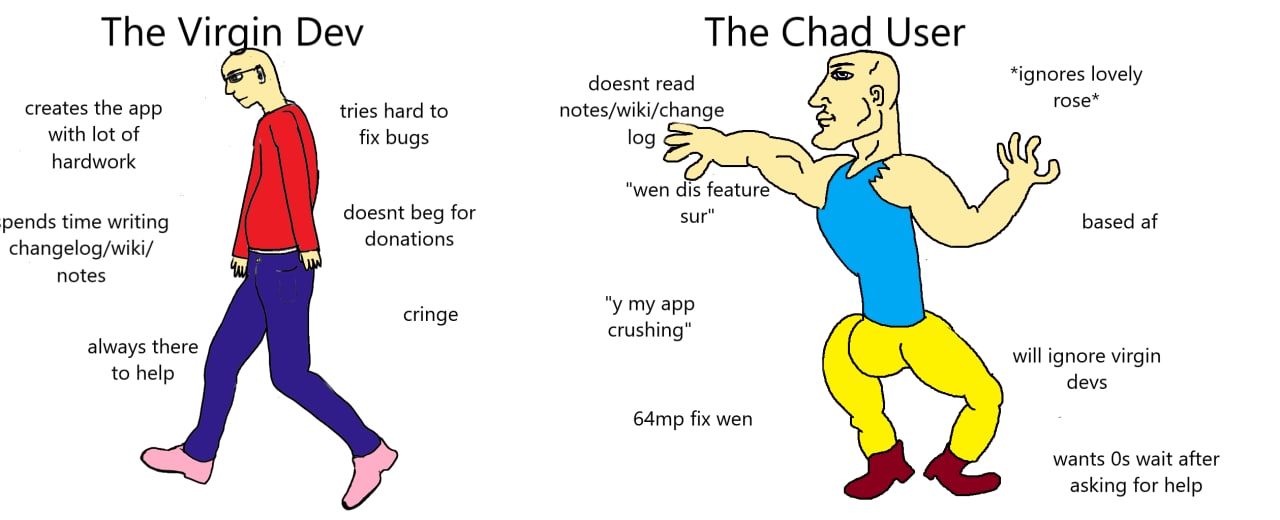 The Virgin Dev
creates the app
with lot of
hardwork
tries hard to
fix bugs
pends time writing
changelog/wiki/
notes
doesnt beg for
donations
cringe
always there
to help
The Chad User
doesnt read
notes/wiki/change
log
*ignores lovely
rose*
"wen dis feature
sur"
based af
"y my app
crushing"
will ignore virgin
devs
64mp fix wen
wants 0s wait after
asking for help